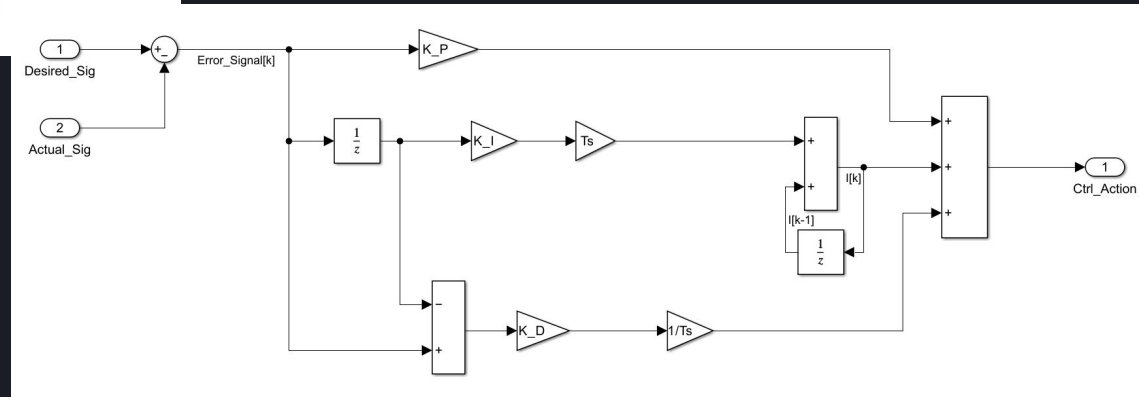 1
Desired_Sig
+
−
Error_Signal[k]
K_P
2
Actual_Sig
1
z
K_I
Ts
+
+
I[k]
I[k-1]
1
z
+
+
+
1
Ctrl_Action
−
+
K_D
1/Ts